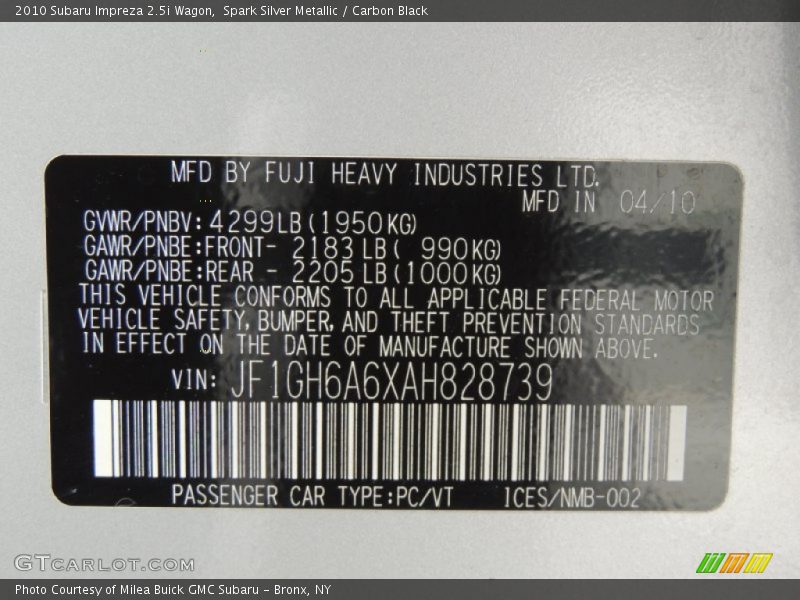 2010 Subaru Impreza 2.5i Wagon,  Spark Silver Metallic / Carbon Black
MFD BY FUJI HEAVY INDUSTRIES LTD.
MFD IN 04/10
GVWR/PNBV: 4299LB(1950KG)
GAWR/PNBE:FRONT- 2183 LB( 990KG)
GAWR/PNBE:REAR - 2205 LB(1000KG)
THIS VEHICLE CONFORMS TO ALL APPLICABLE FEDERAL MOTOR
VEHICLE SAFETY, BUMPER, AND THEFT PREVENTION STANDARDS
IN EFFECT ON THE DATE OF MANUFACTURE SHOWN ABOVE.
VIN: JF1GH6A6XAH828739
PASSENGER CAR TYPE:PC/VT 1CES/NMB-002
GTCARLOT.COM
Photo Courtesy of Milea Buick GMC Subaru - Bronx, NY